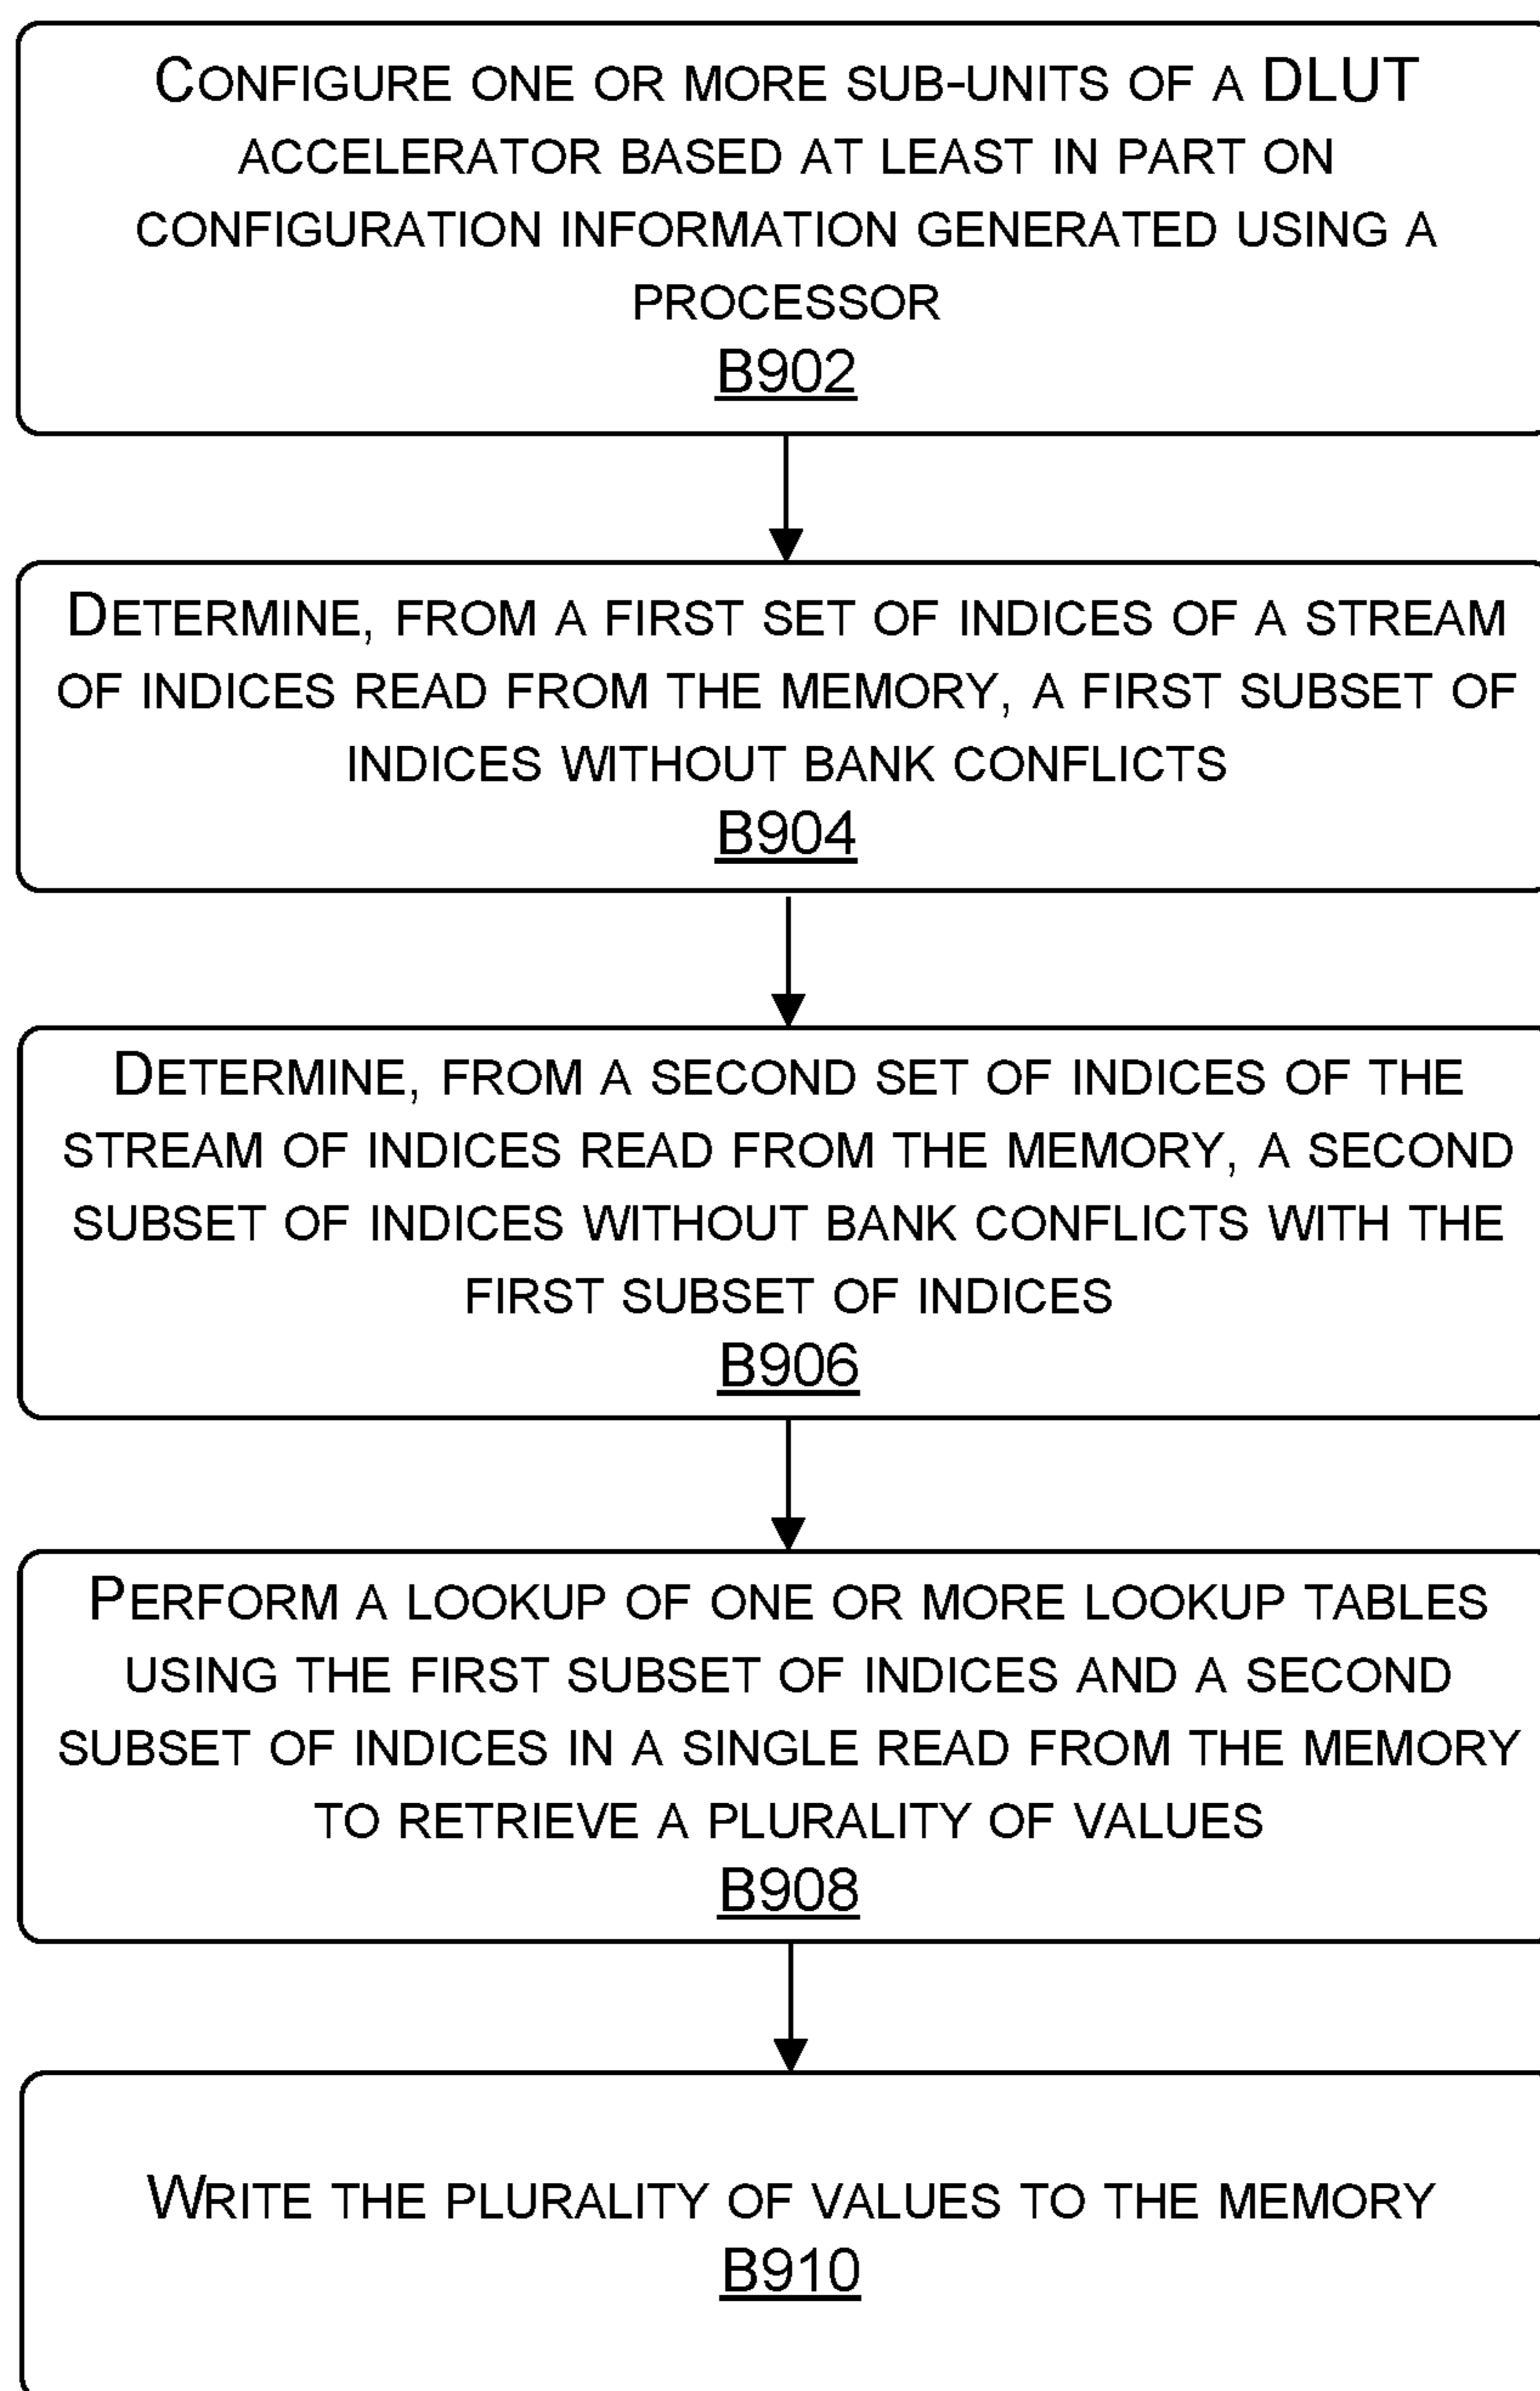 CONFIGURE ONE OR MORE SUB-UNITS OF A DLUT
ACCELERATOR BASED AT LEAST IN PART ON
CONFIGURATION INFORMATION GENERATED USING A
PROCESSOR
B902
DETERMINE, FROM A FIRST SET OF INDICES OF A STREAM
OF INDICES READ FROM THE MEMORY, A FIRST SUBSET OF
INDICES WITHOUT BANK CONFLICTS
B904
DETERMINE, FROM A SECOND SET OF INDICES OF THE
STREAM OF INDICES READ FROM THE MEMORY, A SECOND
SUBSET OF INDICES WITHOUT BANK CONFLICTS WITH THE
FIRST SUBSET OF INDICES
B906
PERFORM A LOOKUP OF ONE OR MORE LOOKUP TABLES
USING THE FIRST SUBSET OF INDICES AND A SECOND
SUBSET OF INDICES IN A SINGLE READ FROM THE MEMORY
TO RETRIEVE A PLURALITY OF VALUES
B908
WRITE THE PLURALITY OF VALUES TO THE MEMORY
B910